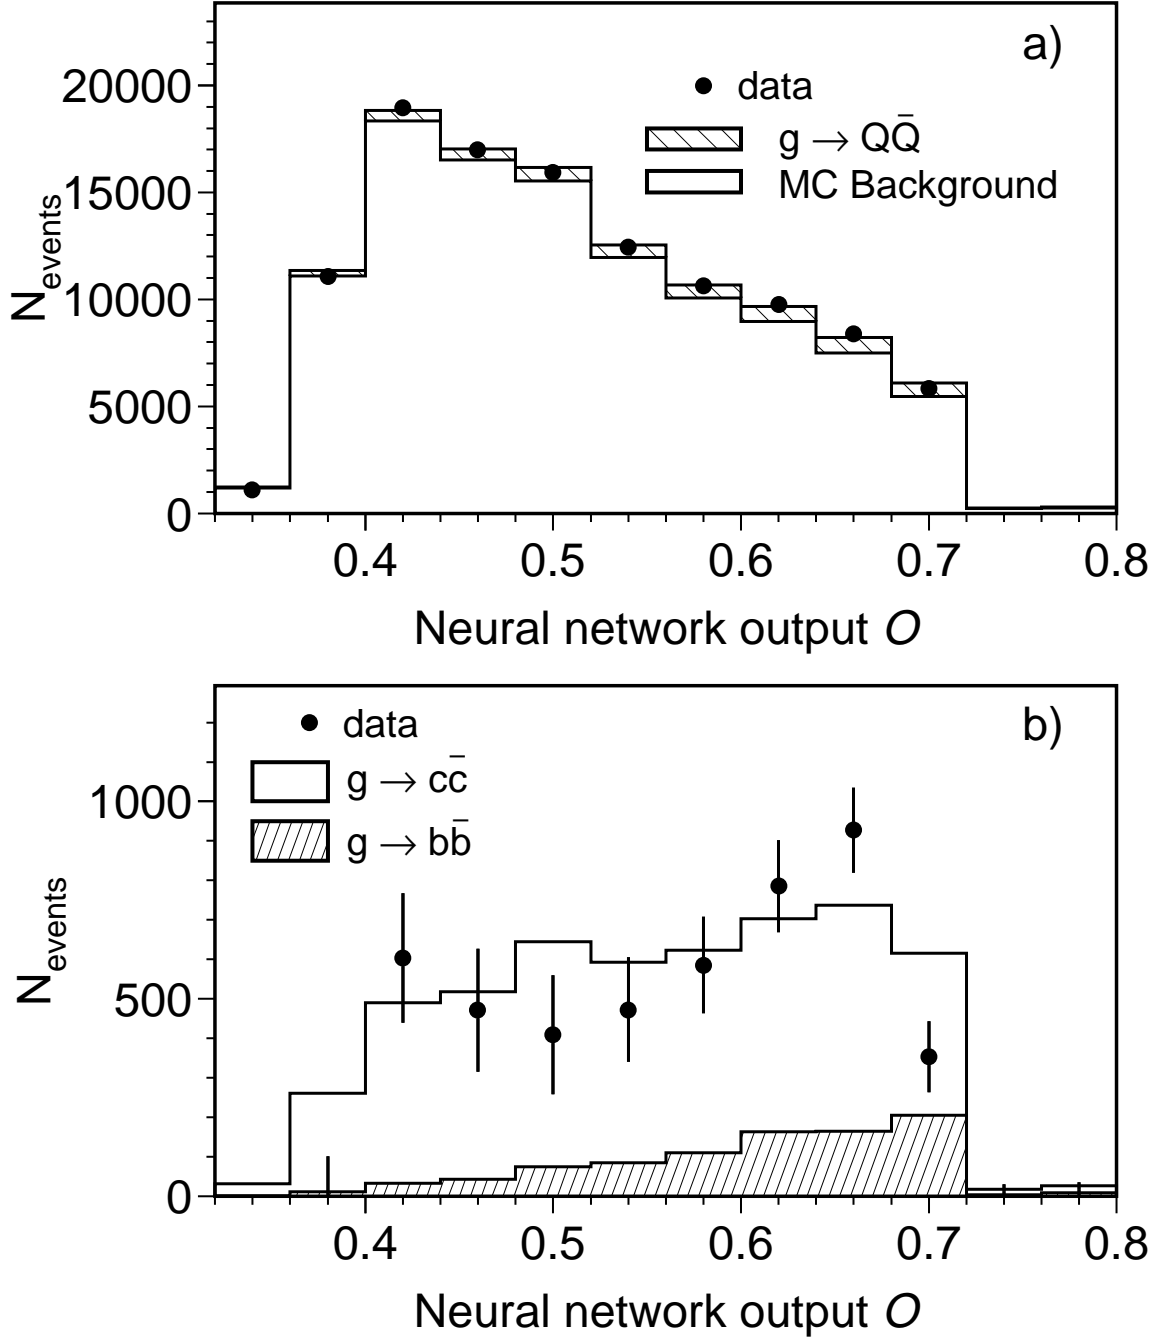 a)
20000
15000
10000
5000
0
N_events
data
g → QQ̄
MC Background
0.4 0.5 0.6 0.7 0.8
Neural network output O
b)
1000
500
0
N_events
data
g → cc̄
g → bb̄
0.4 0.5 0.6 0.7 0.8
Neural network output O